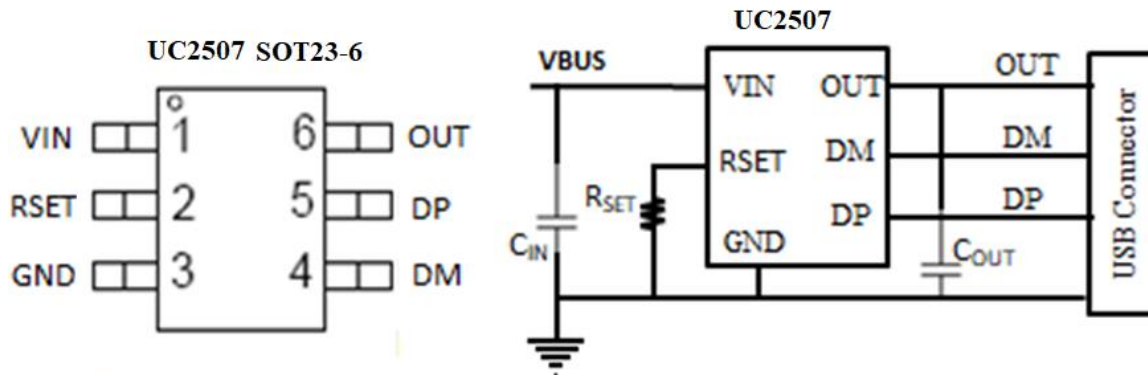 UC2507 SOT23-6
VIN 1 6 OUT
RSET 2 5 DP
GND 3 4 DM
UC2507
VBUS
VIN OUT OUT
RSET DM DM
RSET
DP DP
GND
CIN
COUT
USB Connector